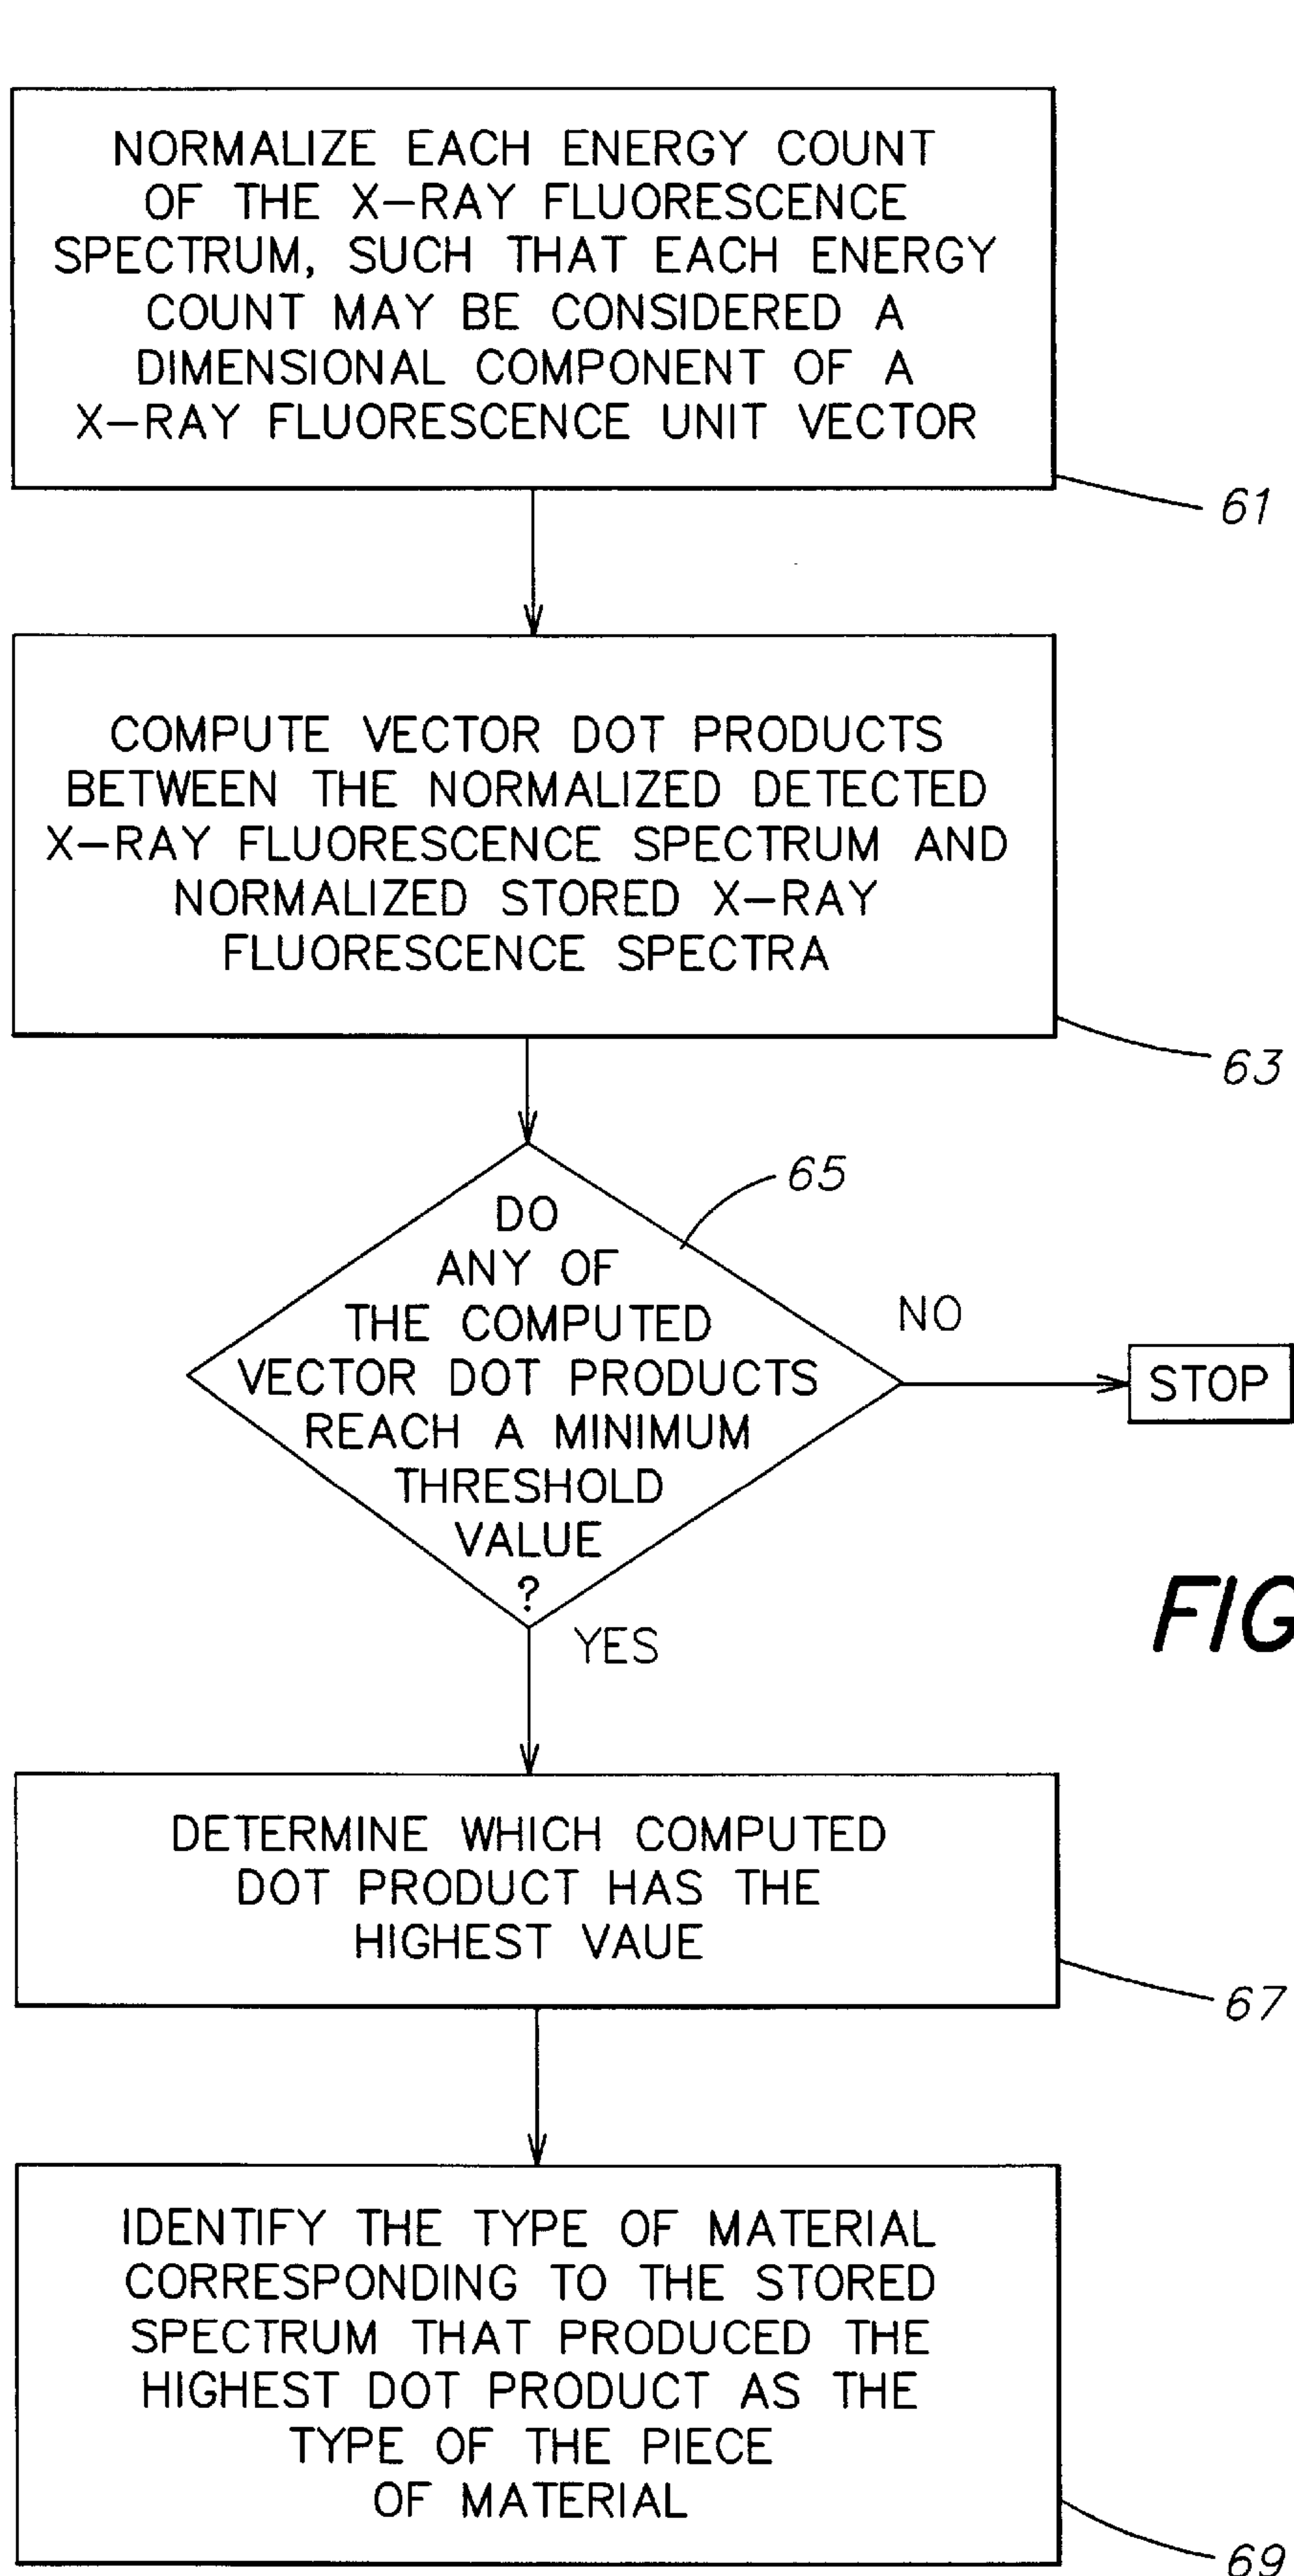 NORMALIZE EACH ENERGY COUNT
OF THE X-RAY FLUORESCENCE
SPECTRUM, SUCH THAT EACH ENERGY
COUNT MAY BE CONSIDERED A
DIMENSIONAL COMPONENT OF A
X-RAY FLUORESCENCE UNIT VECTOR
61
COMPUTE VECTOR DOT PRODUCTS
BETWEEN THE NORMALIZED DETECTED
X-RAY FLUORESCENCE SPECTRUM AND
NORMALIZED STORED X-RAY
FLUORESCENCE SPECTRA
63
65
DO
ANY OF
THE COMPUTED
VECTOR DOT PRODUCTS
REACH A MINIMUM
THRESHOLD
VALUE
?
NO
STOP
FIG
YES
DETERMINE WHICH COMPUTED
DOT PRODUCT HAS THE
HIGHEST VAUE
67
IDENTIFY THE TYPE OF MATERIAL
CORRESPONDING TO THE STORED
SPECTRUM THAT PRODUCED THE
HIGHEST DOT PRODUCT AS THE
TYPE OF THE PIECE
OF MATERIAL
69